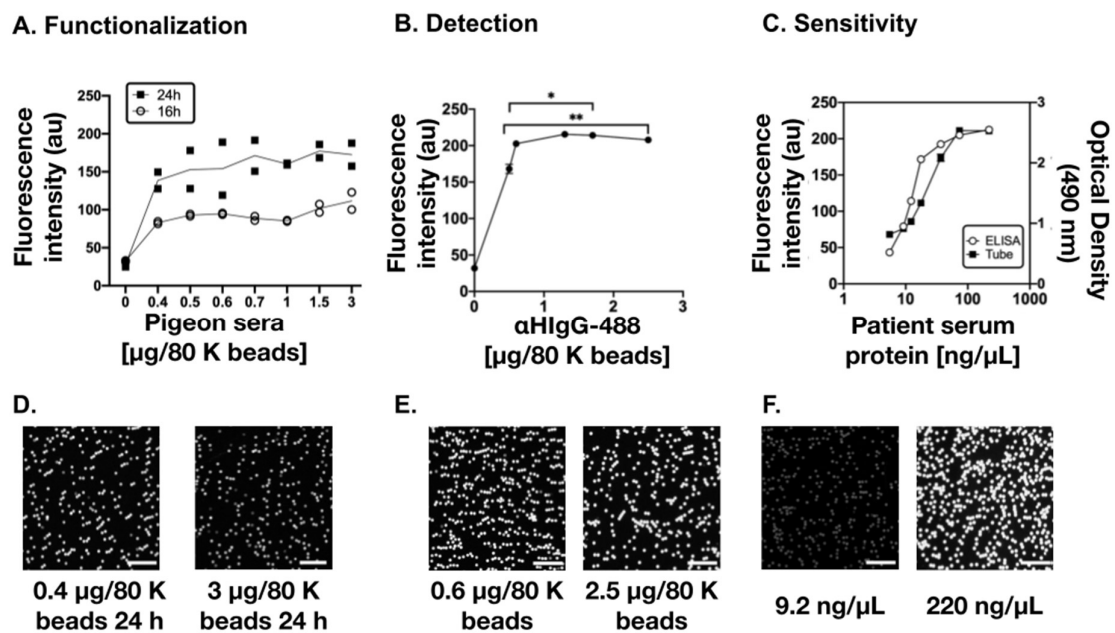 A. Functionalization
B. Detection
C. Sensitivity
Fluorescence
intensity (au)
250
200
150
100
50
0
24h
16h
0 0.4 0.5 0.6 0.7 1 1.5 3
Pigeon sera
[µg/80 K beads]
Fluorescence
intensity (au)
250
200
150
100
50
0
*
**
0 1 2 3
αHIgG-488
[µg/80 K beads]
Fluorescence
intensity (au)
250
200
150
100
50
0
ELISA
Tube
3
2
1
0
Optical Density
(490 nm)
1 10 100 1000
Patient serum
protein [ng/µL]
D.
E.
F.
0.4 µg/80 K
beads 24 h
3 µg/80 K
beads 24 h
0.6 µg/80 K
beads
2.5 µg/80 K
beads
9.2 ng/µL
220 ng/µL